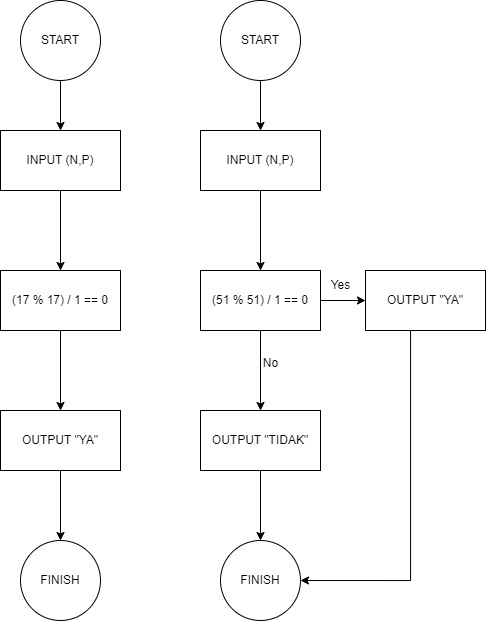 START
INPUT (N,P)
(17 % 17) / 1 == 0
OUTPUT "YA"
FINISH
START
INPUT (N,P)
(51 % 51) / 1 == 0
Yes
OUTPUT "YA"
No
OUTPUT "TIDAK"
FINISH